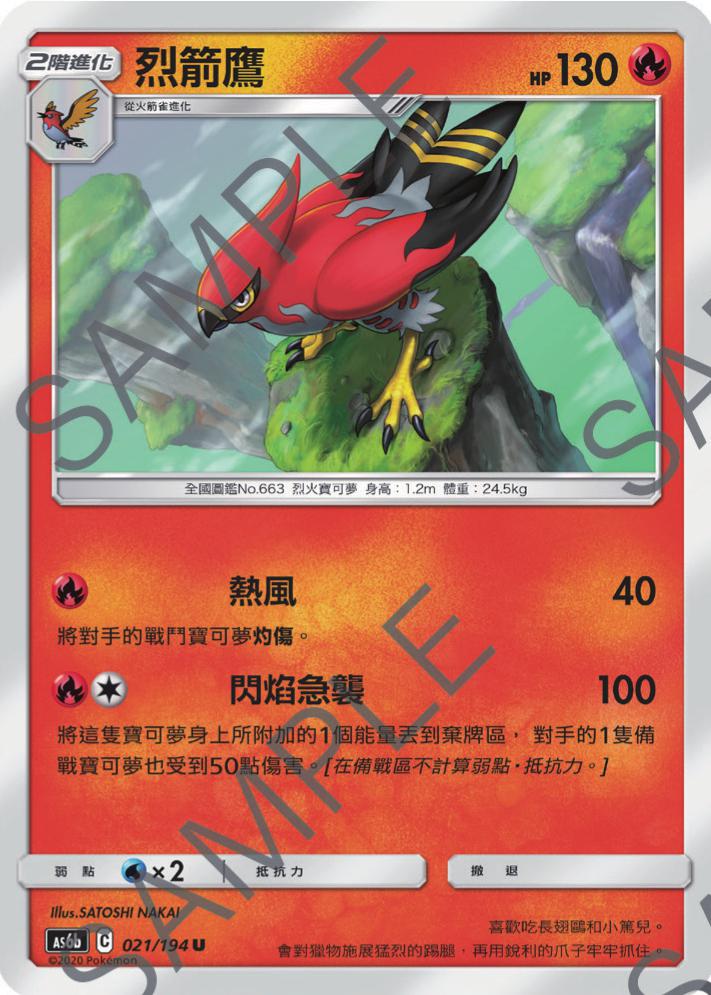 2階進化 烈箭鷹 HP 130
從火箭雀進化
全國圖鑑No.663 烈火寶可夢 身高：1.2m 體重：24.5kg
熱風 40
將對手的戰鬥寶可夢灼傷。
閃焰急襲 100
將這隻寶可夢身上所附加的1個能量丟到棄牌區， 對手的1隻備
戰寶可夢也受到50點傷害。[在備戰區不計算弱點・抵抗力。]
弱點 ×2 抵抗力 撤退
Illus.SATOSHI NAKAI
喜歡吃長翅鷗和小篤兒。
AS6b C 021/194 U
會對獵物施展猛烈的踢腿，再用銳利的爪子牢牢抓住。
©2020 Pokémon
SAMPLE
SAMPLE
SA